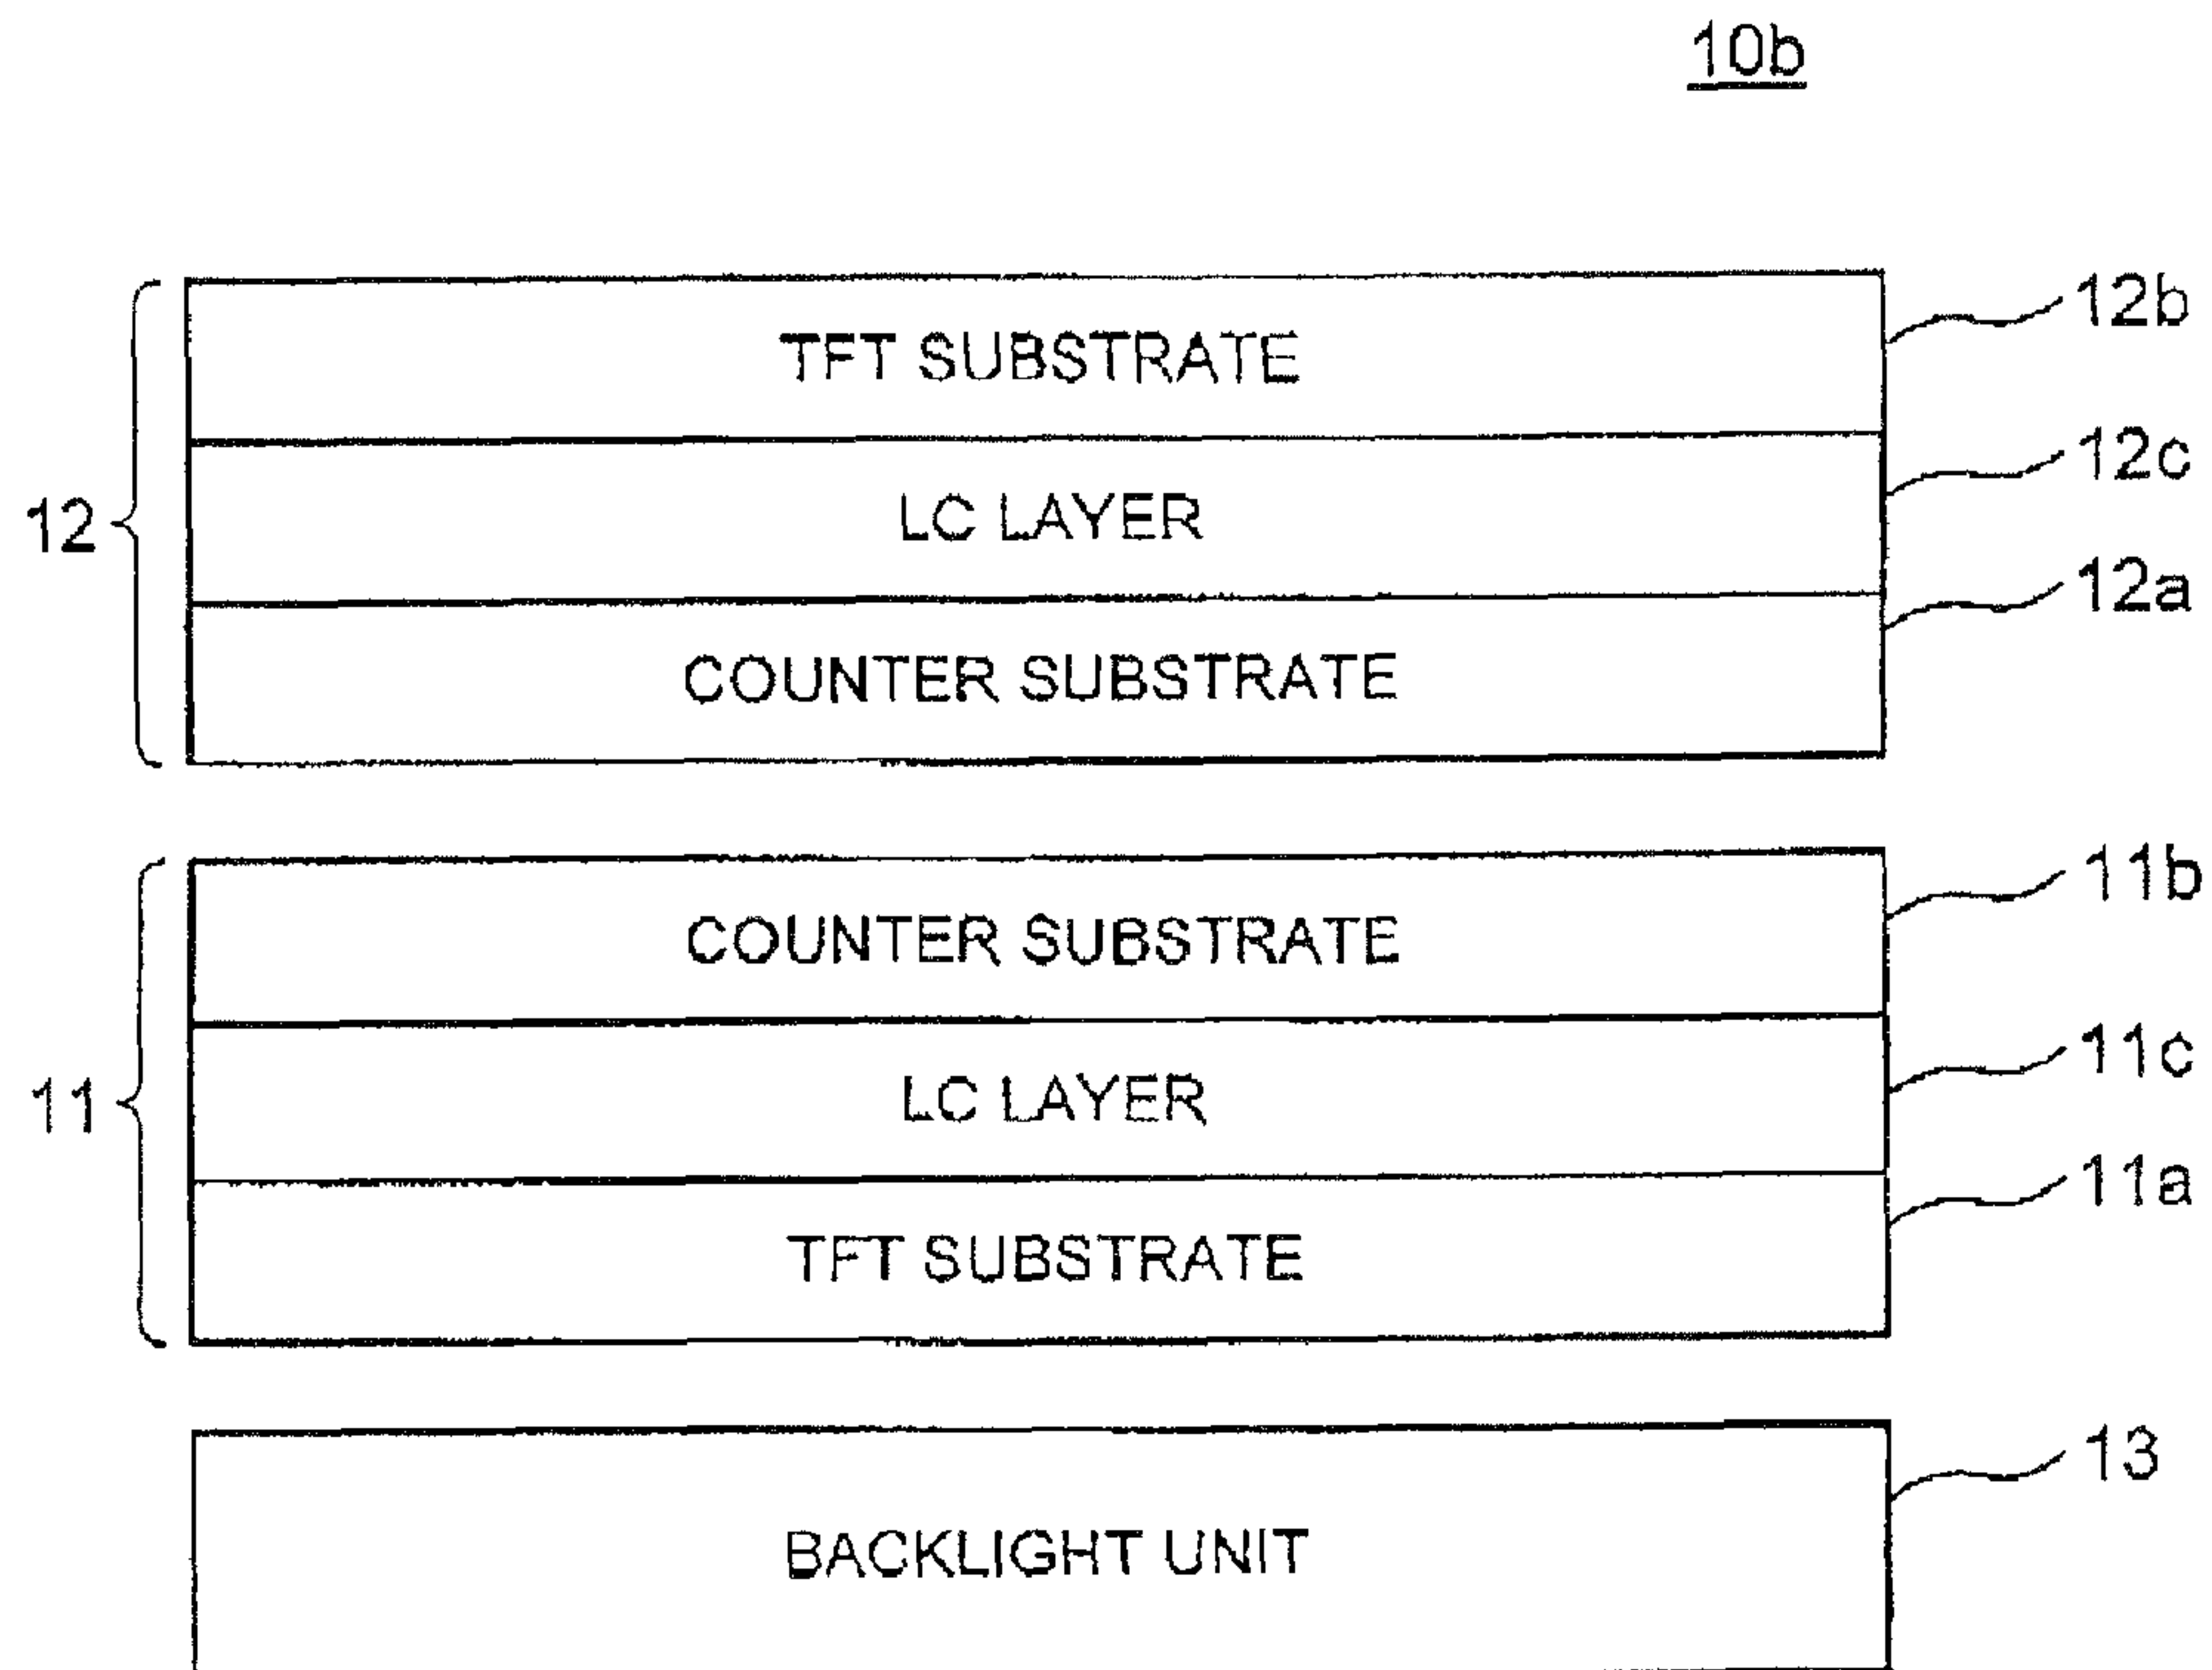 10b
TFT SUBSTRATE
12b
LC LAYER
12c
12
COUNTER SUBSTRATE
12a
COUNTER SUBSTRATE
11b
LC LAYER
11c
11
TFT SUBSTRATE
11a
BACKLIGHT UNIT
13